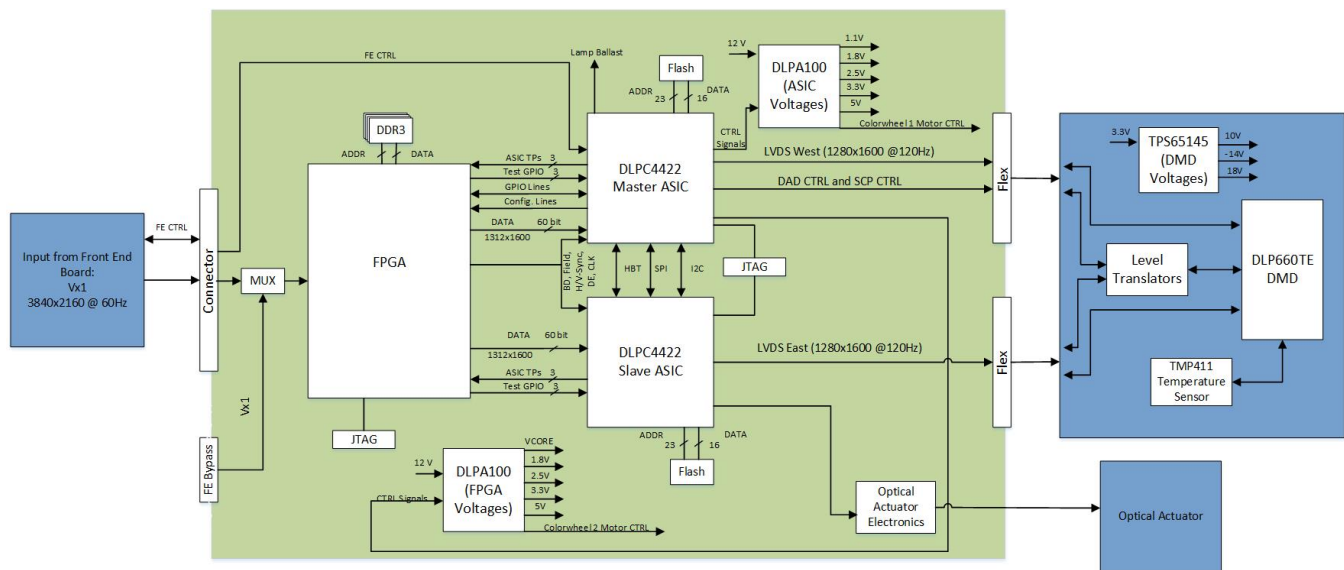 Input from Front End
Board:
Vx1
3840x2160 @ 60Hz
FE CTRL
Connector
FE Bypass
MUX
Vx1
FE CTRL
DDR3
ADDR
DATA
FPGA
JTAG
ASIC TPs
3
Test GPIO
3
GPIO Lines
Config. Lines
DATA
60 bit
1312x1600
BD, Field,
H/V-Sync,
DE, CLK
DATA
60 bit
1312x1600
ASIC TPs
3
Test GPIO
3
Lamp Ballast
Flash
ADDR
DATA
23
16
DLPC4422
Master ASIC
HBT
SPI
I2C
JTAG
DLPC4422
Slave ASIC
ADDR
DATA
23
16
Flash
CTRL
Signals
12 V
DLPA100
(ASIC
Voltages)
1.1V
1.8V
2.5V
3.3V
5V
Colorwheel 1 Motor CTRL
LVDS West (1280x1600 @120Hz)
DAD CTRL and SCP CTRL
LVDS East (1280x1600 @120Hz)
12 V
CTRL Signals
DLPA100
(FPGA
Voltages)
VCORE
1.8V
2.5V
3.3V
5V
Colorwheel 2 Motor CTRL
Optical
Actuator
Electronics
Flex
Flex
3.3V
TPS65145
(DMD
Voltages)
10V
-14V
18V
Level
Translators
DLP660TE
DMD
TMP411
Temperature
Sensor
Optical Actuator